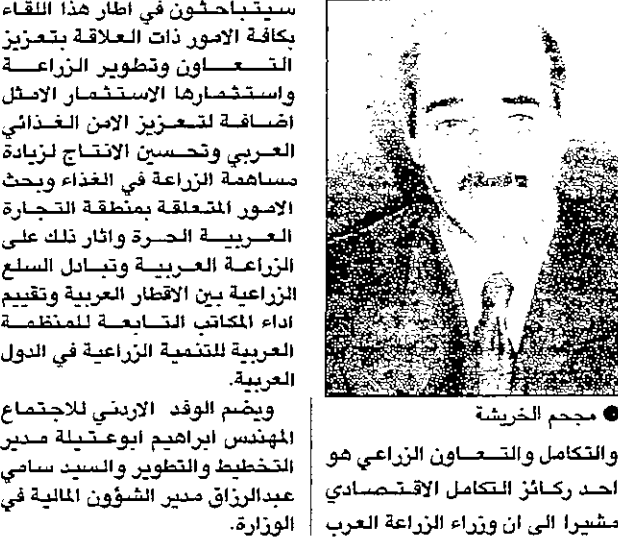 ● مجحم الخريشة
والتكامل والتعاون الزراعي هو
احد ركائز التكامل الاقتصادي
مشيرا الى ان وزراء الزراعة العرب
سيتباحثون في اطار هذا اللقاء
بكافة الامور ذات العلاقة بتعزيز
التعاون وتطوير الزراعة
واستثمارها الاستثمار الامثل
اضافة لتعزيز الامن الغذائي
العربي وتحسين الانتاج لزيادة
مساهمة الزراعة في الغذاء وبحث
الامور المتعلقة بمنطقة التجارة
العربية الحرة واثار ذلك على
الزراعة العربية وتبادل السلع
الزراعية بين الاقطار العربية وتقييم
اداء المكاتب التابعة للمنظمة
العربية للتنمية الزراعية في الدول
العربية.
ويضم الوفد الاردني للاجتماع
المهندس ابراهيم ابوعتيلة مدير
التخطيط والتطوير والسيد سامي
عبدالرزاق مدير الشؤون المالية في
الوزارة.